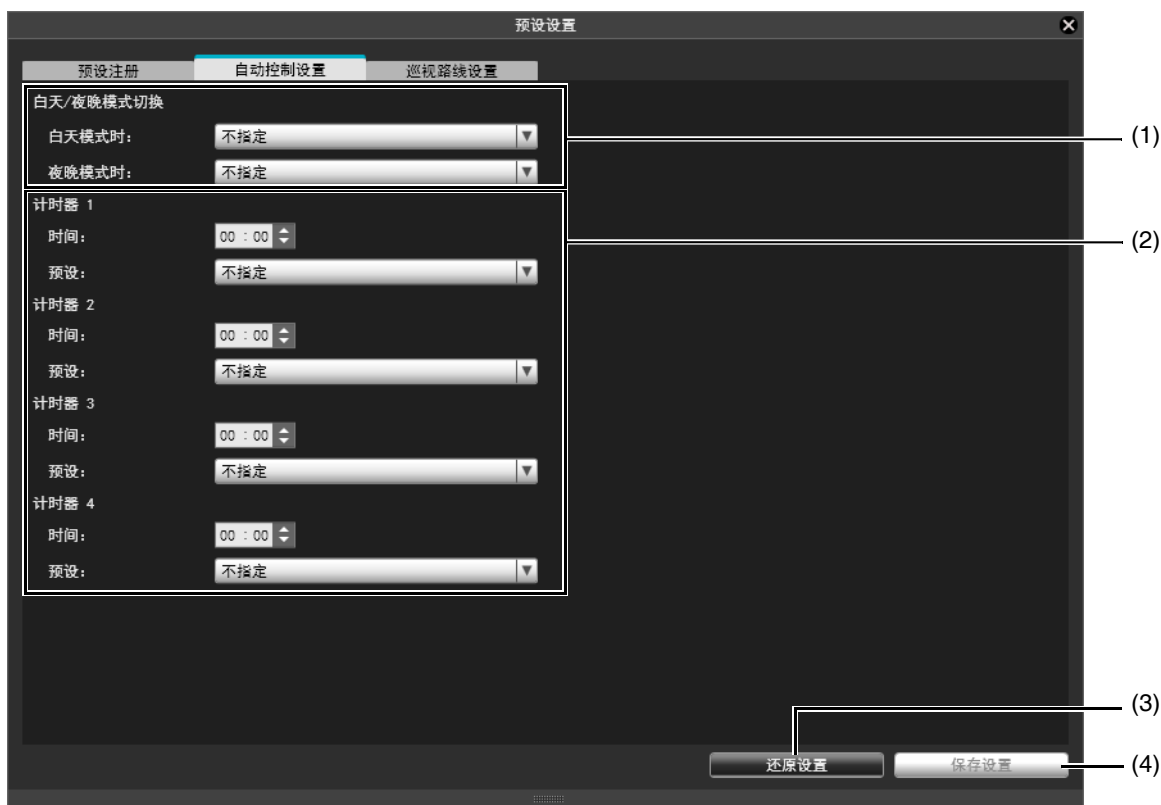 预设设置
预设注册 自动控制设置 巡视路线设置
白天/夜晚模式切换
白天模式时: 不指定
(1)
夜晚模式时: 不指定
计时器 1
时间: 00 : 00
(2)
预设: 不指定
计时器 2
时间: 00 : 00
预设: 不指定
计时器 3
时间: 00 : 00
预设: 不指定
计时器 4
时间: 00 : 00
预设: 不指定
(3)
还原设置 保存设置
(4)